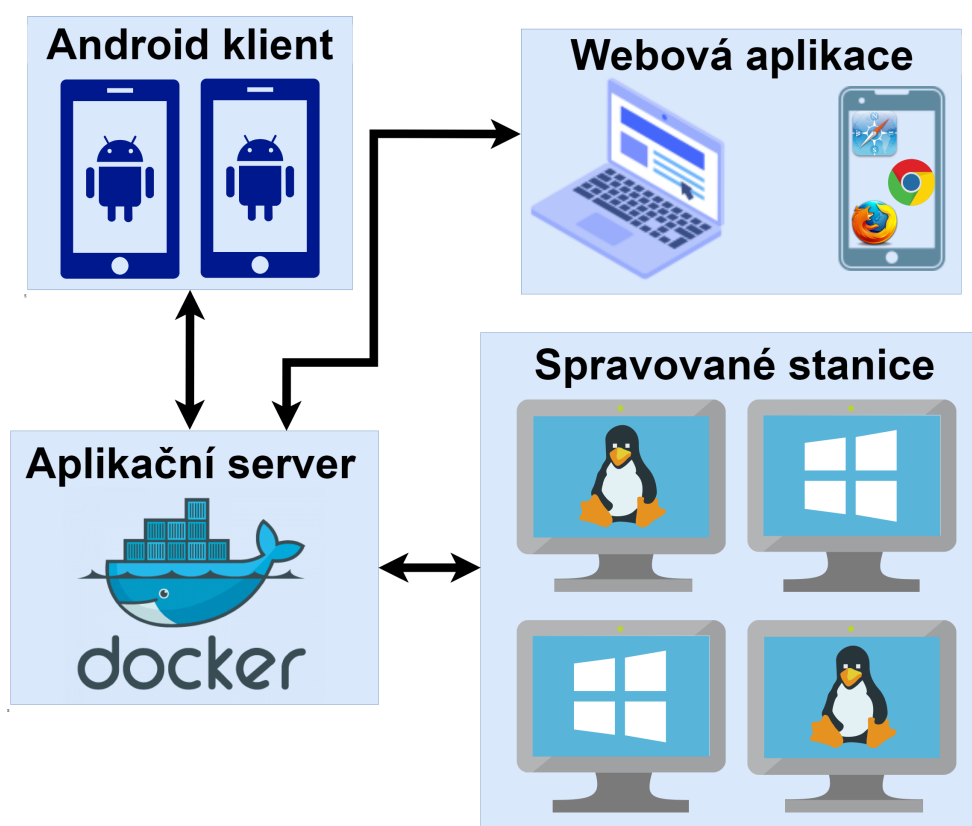 Android klient
Webová aplikace
Spravované stanice
Aplikační server
docker